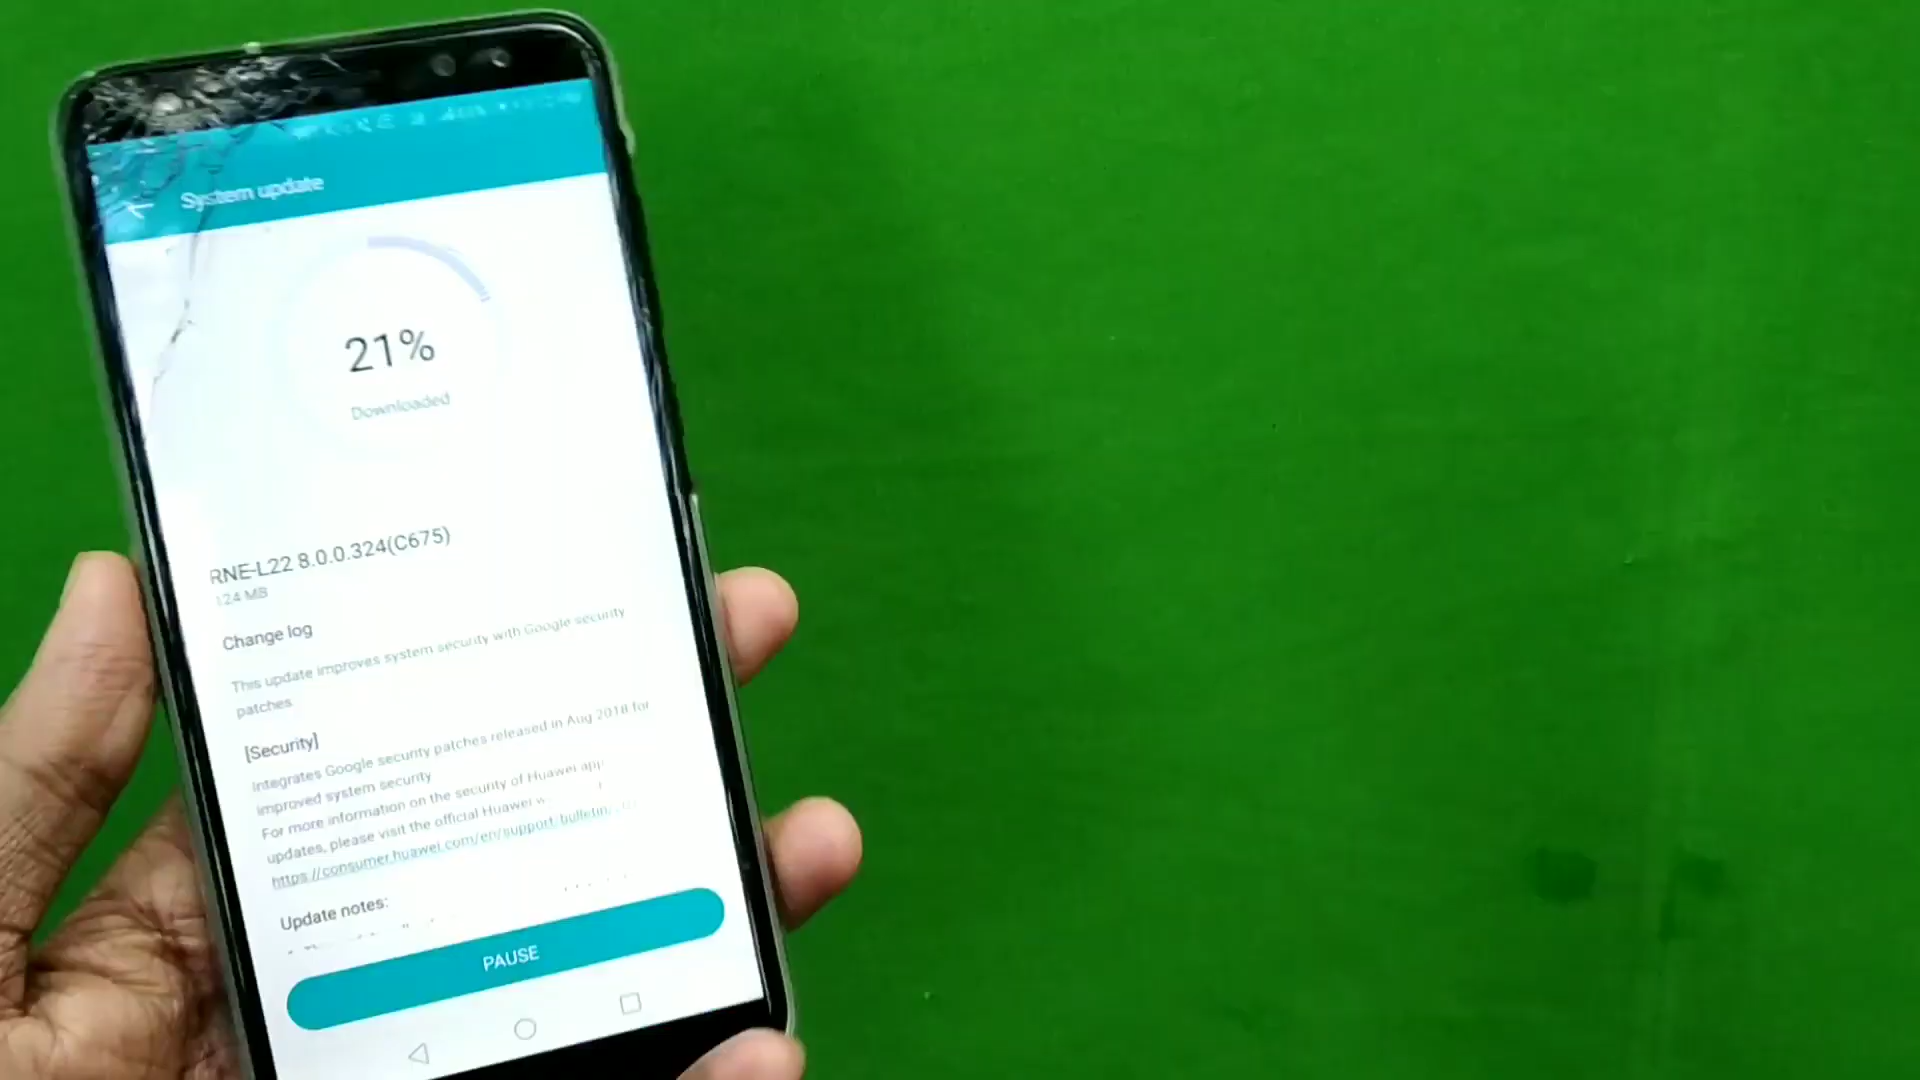 System update
21%
Downloaded
RNE-L22 8.0.0.324(C675)
124 MB
Change log
This update improves system security with Google security
patches
[Security]
Integrates Google security patches released in Aug 2018 for
improved system security
For more information on the security of Huawei app
updates, please visit the official Huawei
https://consumer.huawei.com/en/support/bulletin
Update notes:
PAUSE